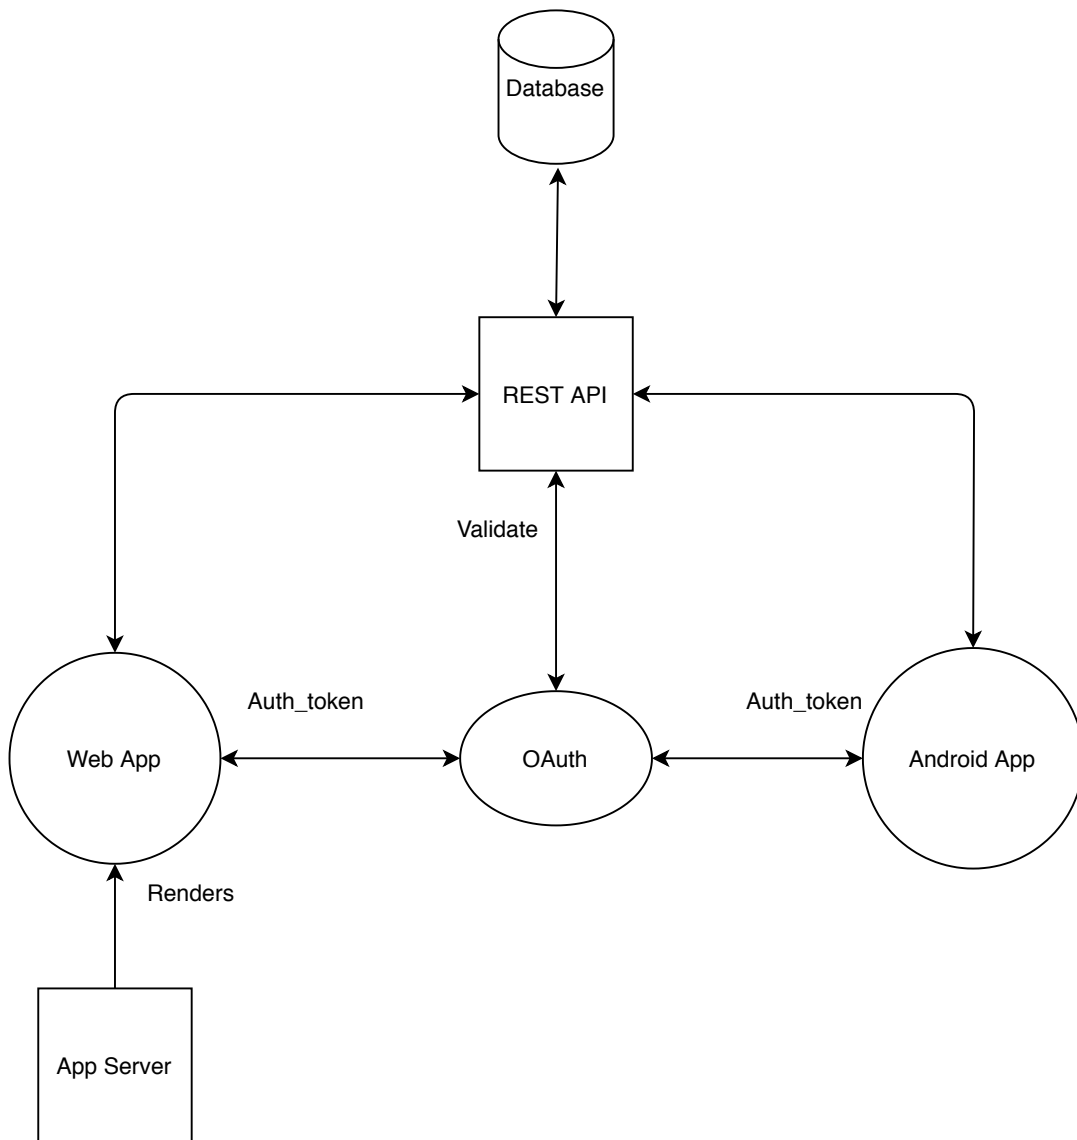 Database
REST API
Validate
Auth_token
Auth_token
Web App
OAuth
Android App
Renders
App Server